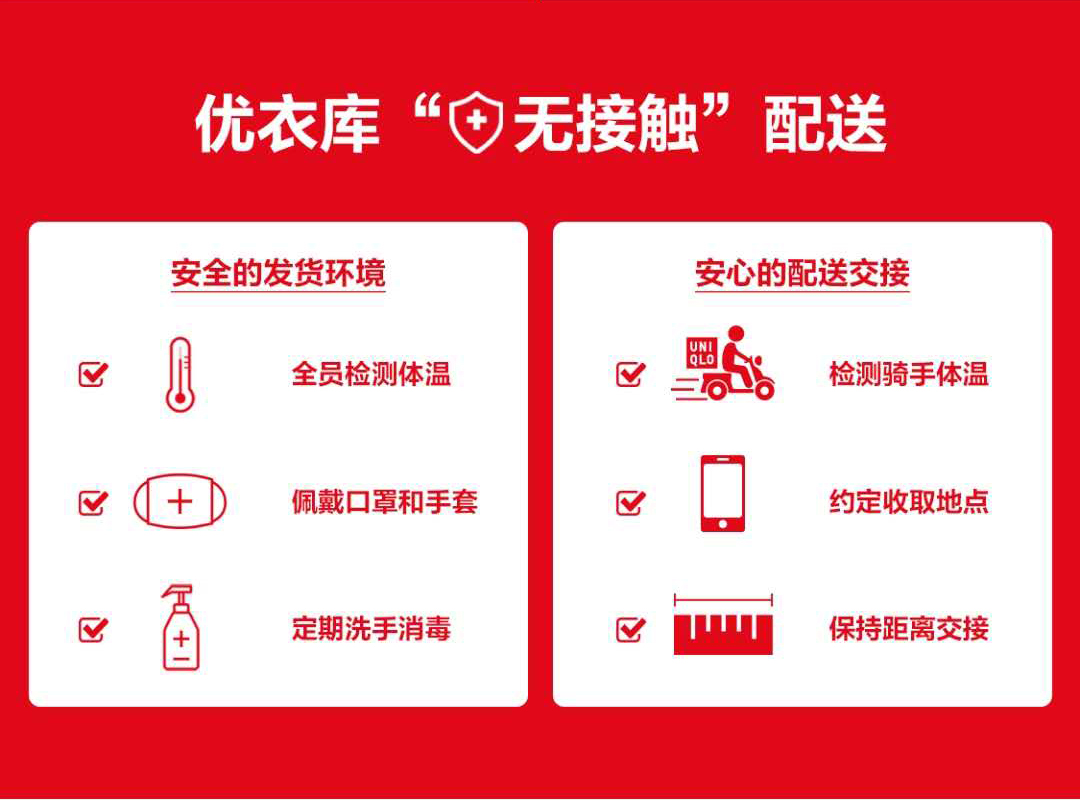 优衣库“无接触”配送
安全的发货环境
全员检测体温
佩戴口罩和手套
定期洗手消毒
安心的配送交接
UNI
QLO
检测骑手体温
约定收取地点
保持距离交接